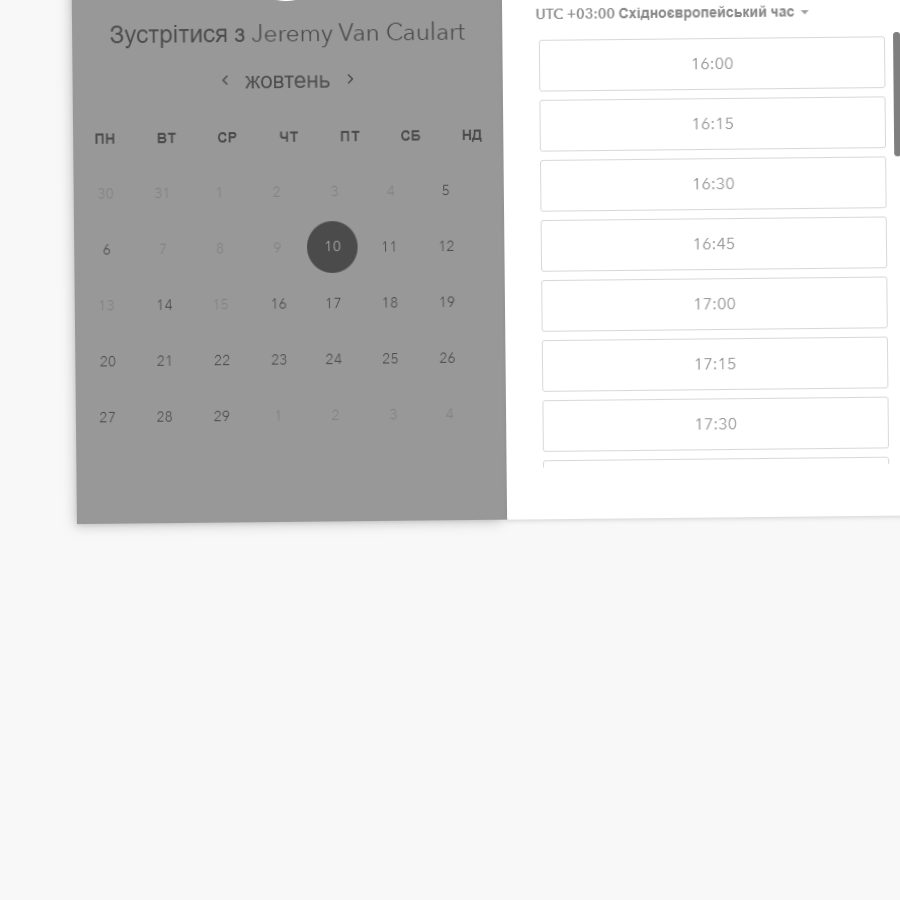 Зустрітися з Jeremy Van Caulart
жовтень
ПН ВТ СР ЧТ ПТ СБ НД
30 31 1 2 3 4 5
6 7 8 9 10 11 12
13 14 15 16 17 18 19
20 21 22 23 24 25 26
27 28 29 1 2 3 4
UTC +03:00 Східноєвропейський час
16:00
16:15
16:30
16:45
17:00
17:15
17:30